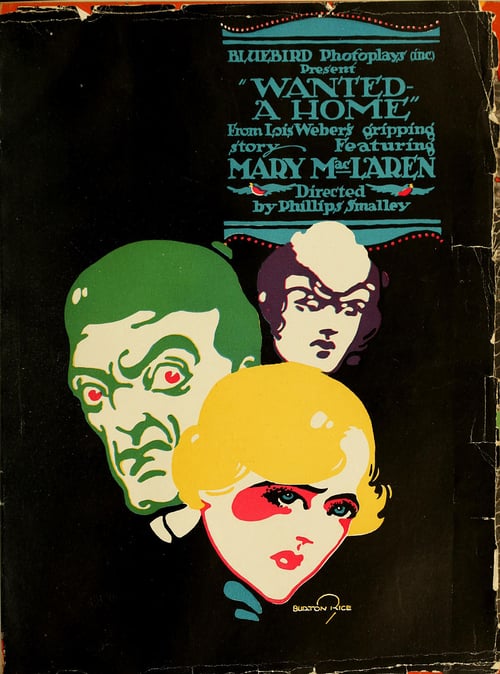 BLUEBIRD Photoplays (inc)
Present
"WANTED-
A HOME"
From Lois Weber's gripping
story Featuring
MARY MacLAREN
Directed
by Phillips Smalley
BURTON RICE